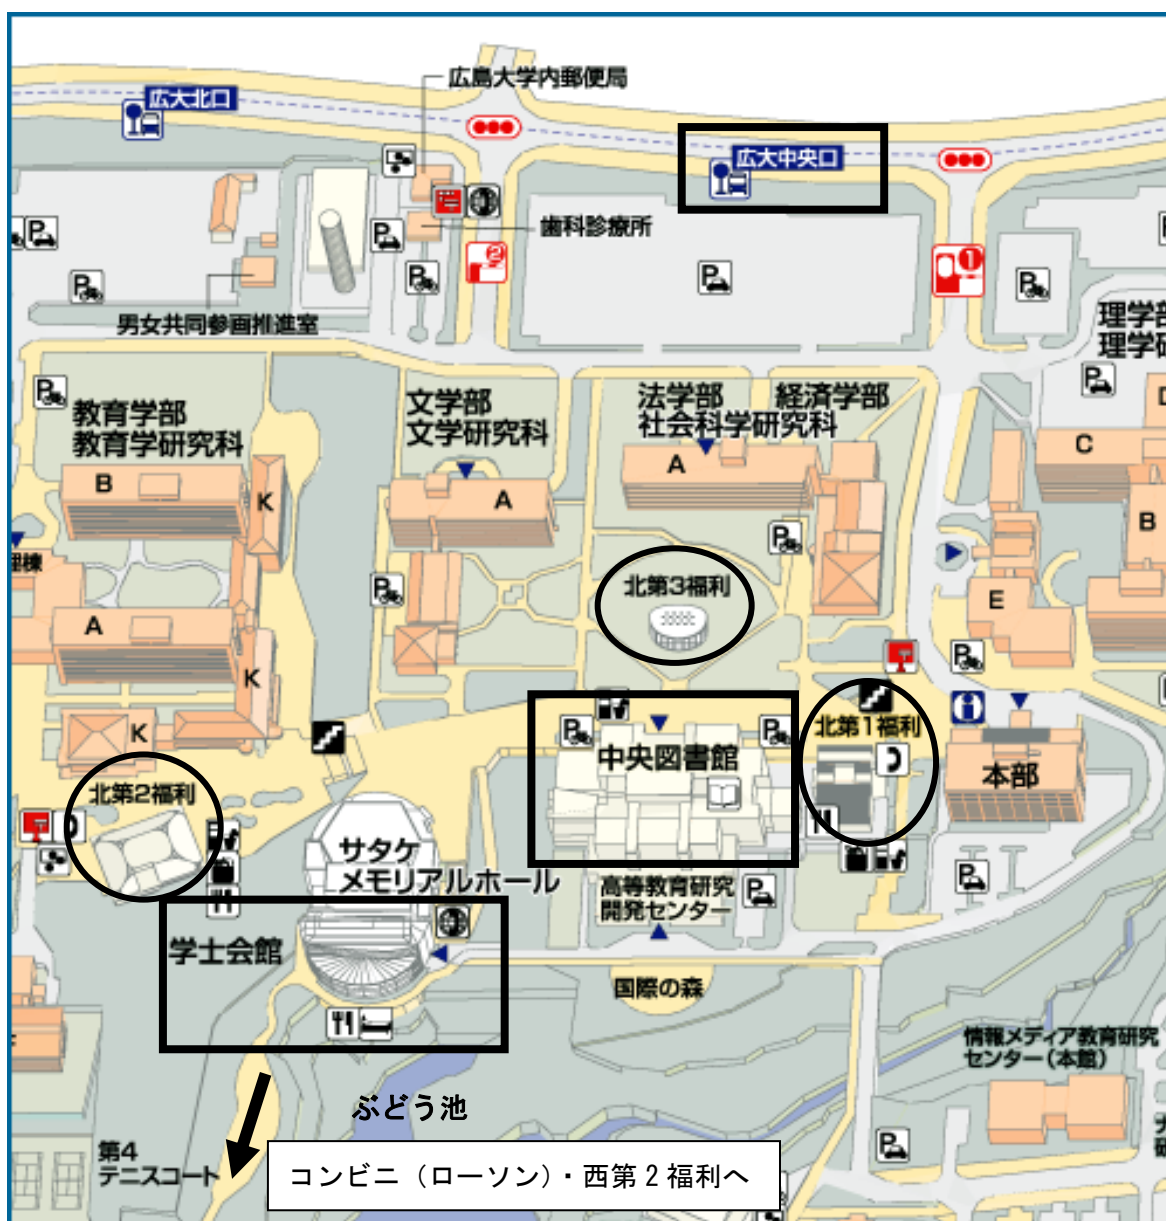 広島大学内郵便局
広大北口
広大中央口
歯科診療所
男女共同参画推進室
教育学部
教育学研究科
文学部
文学研究科
法学部
経済学部
社会科学研究科
理学部
B
K
A
A
C
B
E
A
K
K
北第3福利
北第2福利
中央図書館
北第1福利
本部
サタケ
メモリアルホール
学士会館
高等教育研究
開発センター
国際の森
情報メディア教育研究
センター(本館)
ぶどう池
第4
テニスコート
コンビニ（ローソン）・西第２福利へ